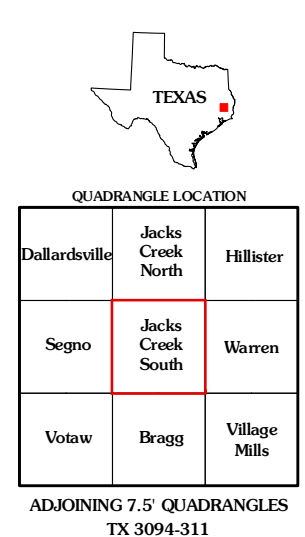 TEXAS
QUADRANGLE LOCATION
Dallardsville
Jacks
Creek
North
Hillister
Segno
Jacks
Creek
South
Warren
Votaw
Bragg
Village
Mills
ADJOINING 7.5' QUADRANGLES
TX 3094-311